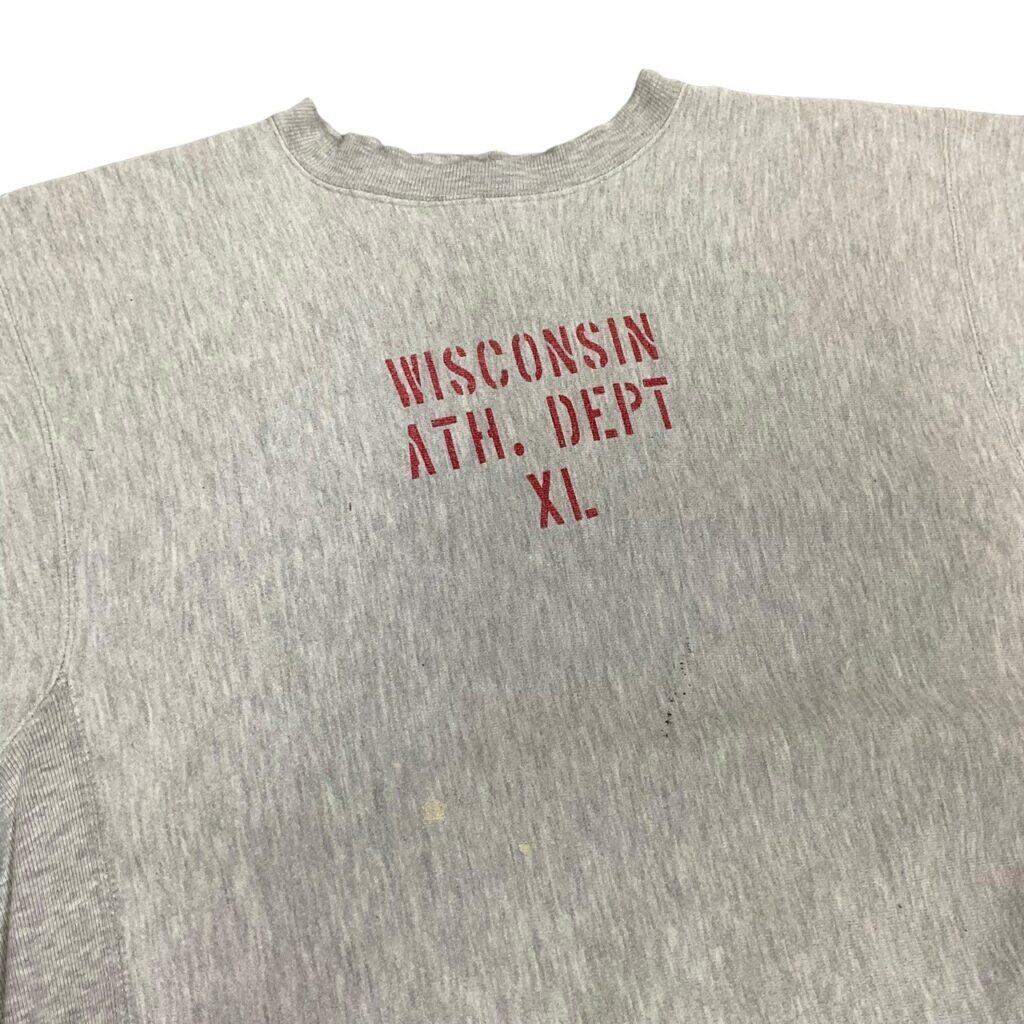 WISCONSIN
ATH. DEPT
XL